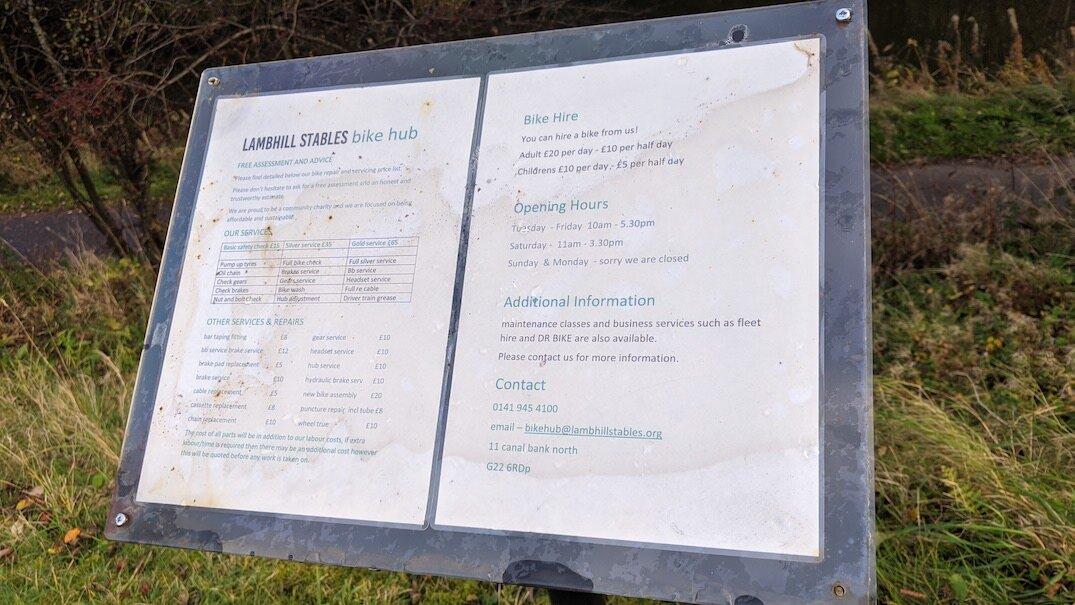 LAMBHILL STABLES bike hub
FREE ASSESSMENT AND ADVICE
Please find detailed below our bike repair and servicing price list.
Please don't hesitate to ask for a free assessment and an honest and
trustworthy estimate.
We are proud to be a community charity and we are focused on being
affordable and sustainable.
OUR SERVICES
Basic safety check £15 Silver service £35 Gold service £65
Pump up tyres Full bike check Full silver service
Oil chain Brakes service Bb service
Check gears Gears service Headset service
Check brakes Bike wash Full re cable
Nut and bolt check Hub adjustment Driver train grease
OTHER SERVICES & REPAIRS
bar taping fitting £6 gear service £10
bb service brake service £12 headset service £10
brake pad replacement £5 hub service £10
brake service £10 hydraulic brake serv £10
cable replacement £5 new bike assembly £20
cassette replacement £8 puncture repair incl tube £8
chain replacement £10 wheel true £10
The cost of all parts will be in addition to our labour costs, if extra
labour/time is required then there may be an additional cost however
this will be quoted before any work is taken on.
Bike Hire
You can hire a bike from us!
Adult £20 per day - £10 per half day
Childrens £10 per day - £5 per half day
Opening Hours
Tuesday - Friday 10am - 5.30pm
Saturday - 11am - 3.30pm
Sunday & Monday - sorry we are closed
Additional Information
maintenance classes and business services such as fleet
hire and DR BIKE are also available.
Please contact us for more information.
Contact
0141 945 4100
email – bikehub@lambhillstables.org
11 canal bank north
G22 6RDp